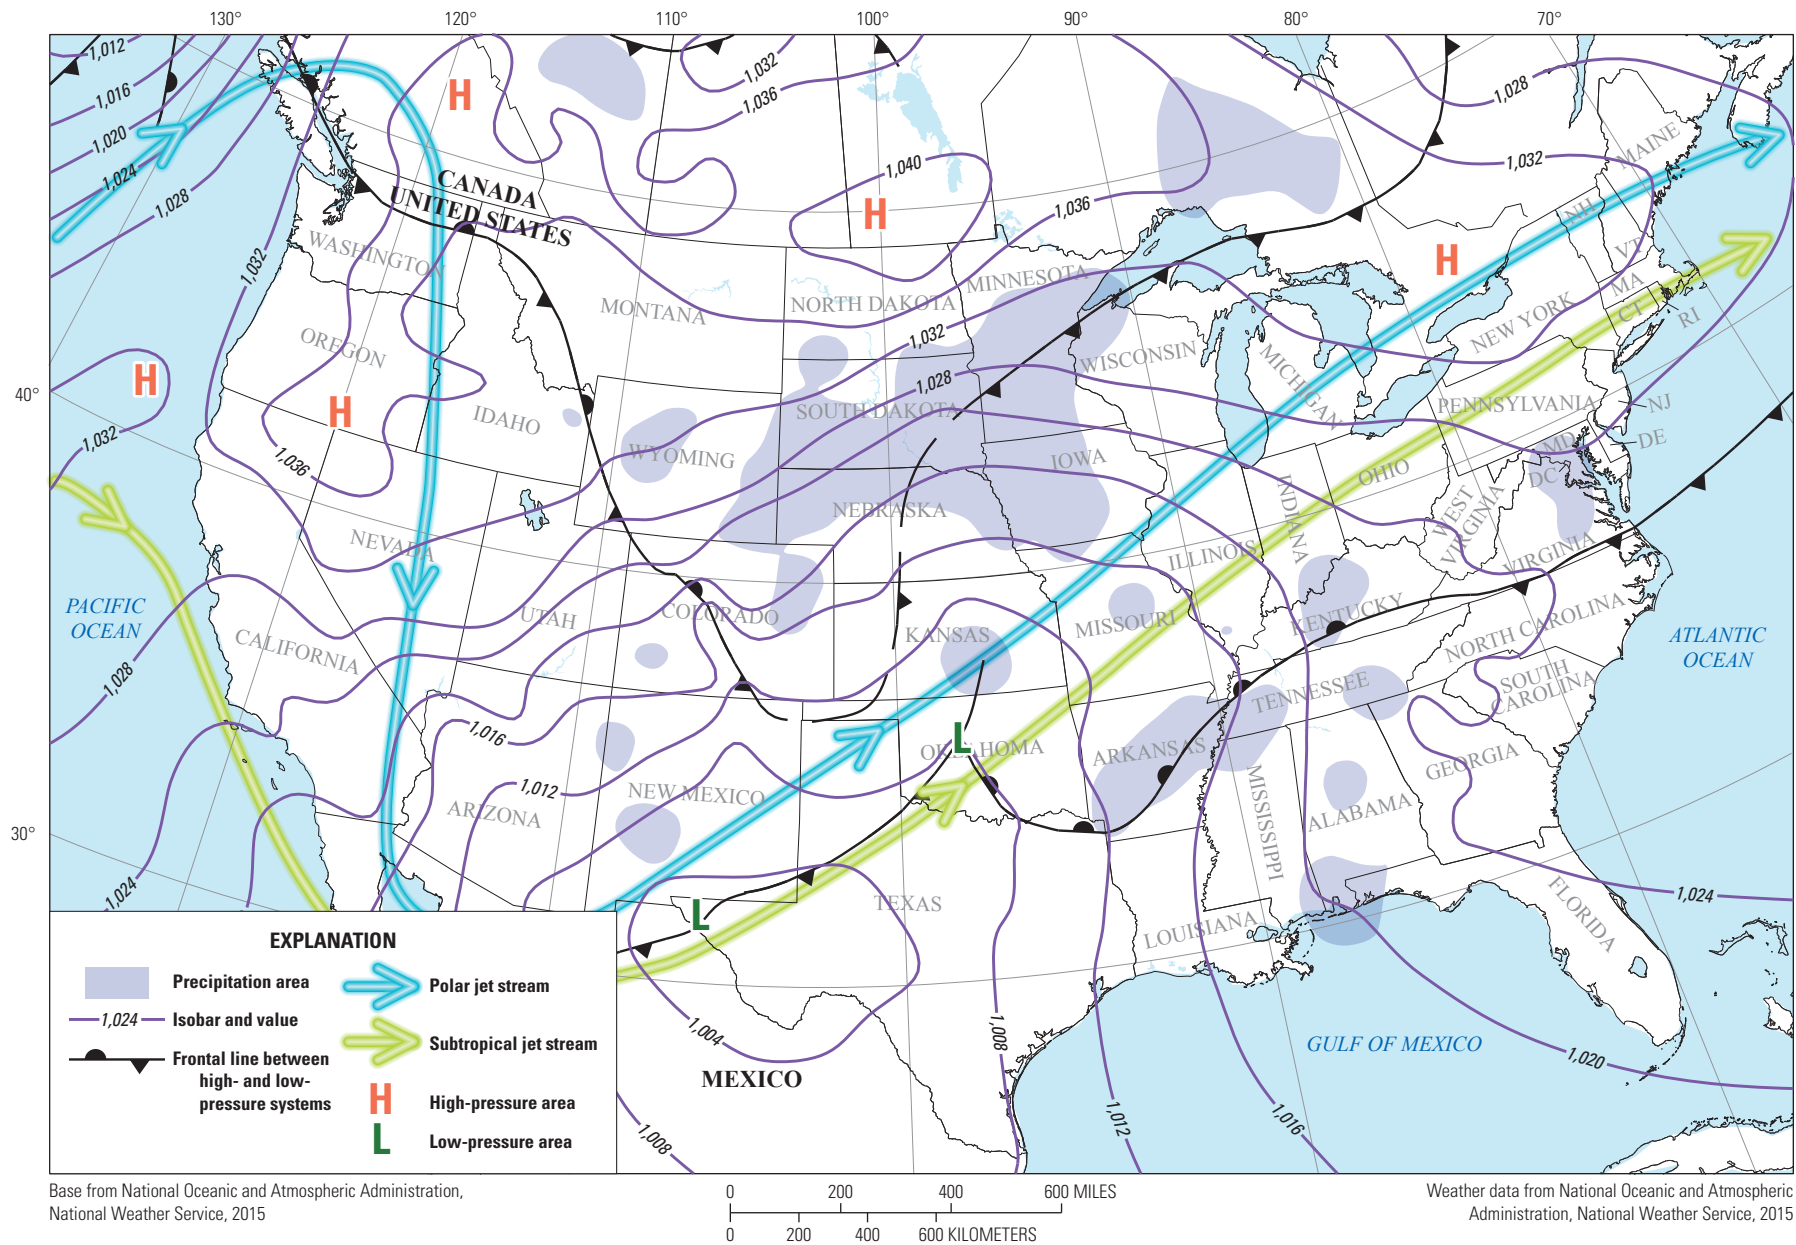 130°
120°
110°
100°
90°
80°
70°
40°
30°
1,012
1,016
1,020
1,024
1,028
1,032
H
1,032
1,036
1,040
H
1,036
1,028
1,032
H
CANADA
UNITED STATES
WASHINGTON
OREGON
H
H
1,032
1,036
IDAHO
MONTANA
NORTH DAKOTA
MINNESOTA
1,032
1,028
SOUTH DAKOTA
WYOMING
NEBRASKA
IOWA
WISCONSIN
MICHIGAN
MAINE
NH
VT
MA
CT
RI
NEW YORK
PENNSYLVANIA
NJ
DE
MD
DC
OHIO
INDIANA
ILLINOIS
WEST
VIRGINIA
VIRGINIA
KENTUCKY
NEVADA
UTAH
COLORADO
KANSAS
MISSOURI
CALIFORNIA
PACIFIC
OCEAN
ATLANTIC
OCEAN
NORTH CAROLINA
SOUTH
CAROLINA
TENNESSEE
1,028
1,024
1,016
1,012
ARIZONA
NEW MEXICO
OKLAHOMA
L
ARKANSAS
MISSISSIPPI
ALABAMA
GEORGIA
L
TEXAS
LOUISIANA
FLORIDA
1,024
1,004
1,008
1,008
1,012
1,016
1,020
MEXICO
GULF OF MEXICO
EXPLANATION
Precipitation area
1,024
Isobar and value
Frontal line between
high- and low-
pressure systems
Polar jet stream
Subtropical jet stream
H
High-pressure area
L
Low-pressure area
Base from National Oceanic and Atmospheric Administration,
National Weather Service, 2015
0 200 400 600 MILES
0 200 400 600 KILOMETERS
Weather data from National Oceanic and Atmospheric
Administration, National Weather Service, 2015